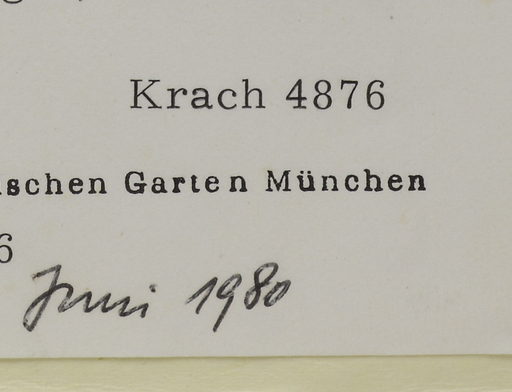 Krach 4876
schen Garten München
6
Juni 1980